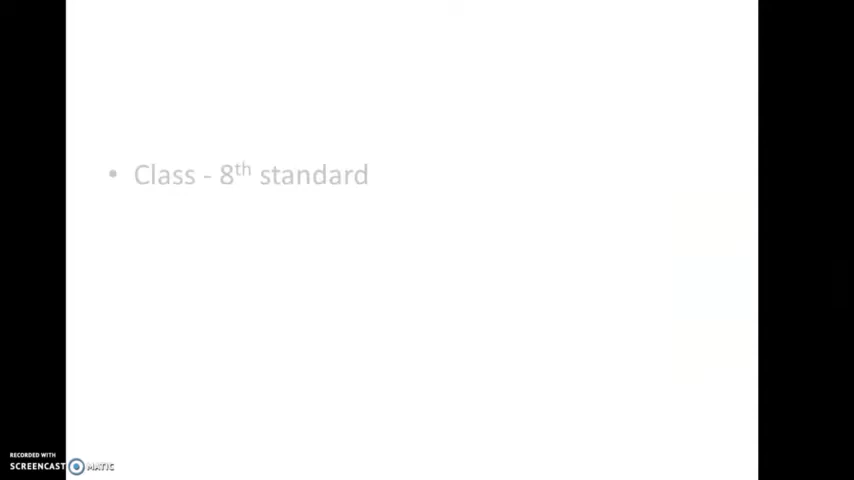 • Class - 8th standard
RECORDED WITH
SCREENCAST MATIC